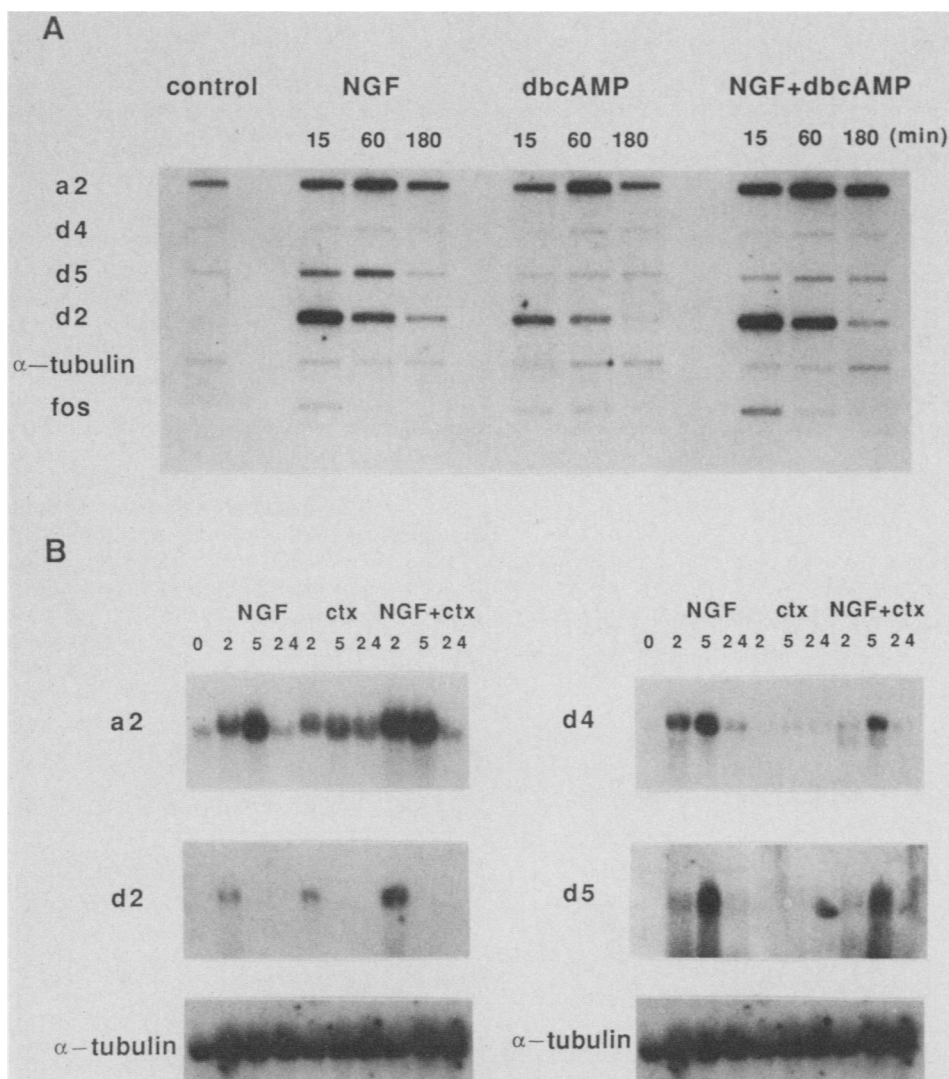 A
control NGF dbcAMP NGF+dbcAMP
15 60 180 15 60 180 15 60 180 (min)
a2
d4
d5
d2
α–tubulin
fos
B
NGF ctx NGF+ctx
0 2 5 24 2 5 24 2 5 24
a2
d2
α–tubulin
NGF ctx NGF+ctx
0 2 5 24 2 5 24 2 5 24
d4
d5
α–tubulin